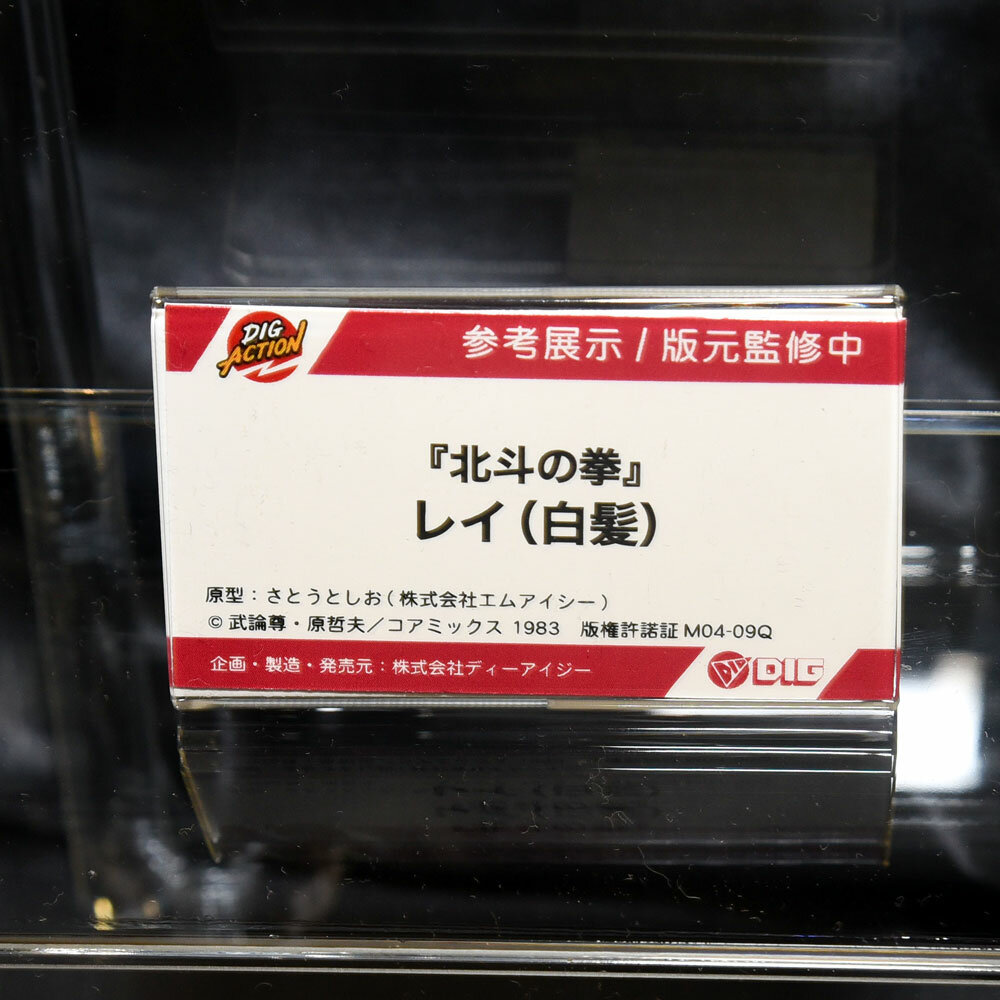 DIG
ACTION
参考展示 / 版元監修中
『北斗の拳』
レイ(白髪)
原型：さとうとしお(株式会社エムアイシー)
©武論尊・原哲夫／コアミックス 1983 版権許諾証 M04-09Q
企画・製造・発売元：株式会社ディーアイジー
DIG